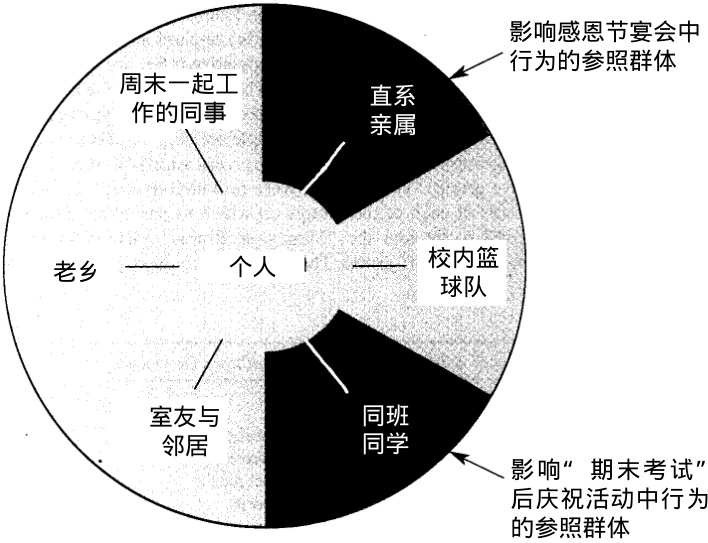 影响感恩节宴会中
行为的参照群体
周末一起工
作的同事
直系
亲属
老乡
个人
校内篮
球队
室友与
邻居
同班
同学
影响“期末考试”
后庆祝活动中行为
的参照群体